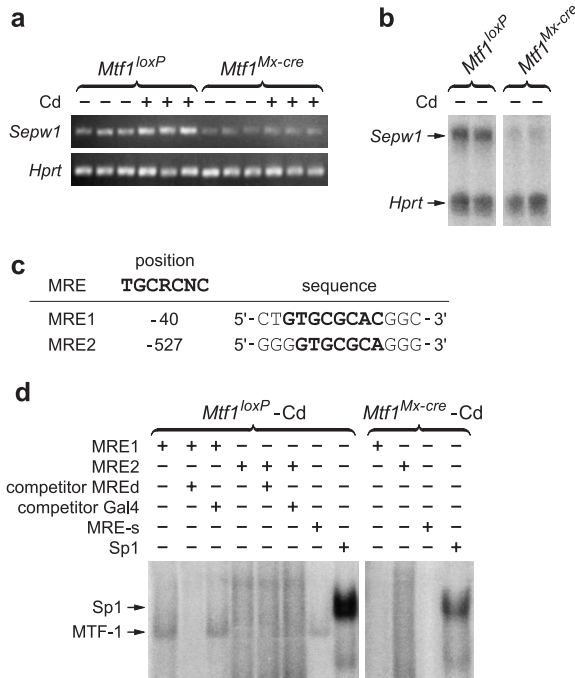 a
Mtf1loxP Mtf1Mx-cre
Cd – – – + + + – – – + + +
Sepw1
Hprt
b
Mtf1loxP Mtf1Mx-cre
Cd – – – –
Sepw1
Hprt
c
position
MRE TGCRCNC sequence
MRE1 -40 5'-CTGTGCGCACGGC-3'
MRE2 -527 5'-GGGGTGCGCAGGG-3'
d
Mtf1loxP -Cd Mtf1Mx-cre -Cd
MRE1 + + + – – – – – + – – –
MRE2 – – – + + + – – – + – –
competitor MREd – + – – + – – – – – – –
competitor Gal4 – – + – – + – – – – – –
MRE-s – – – – – – + – – – + –
Sp1 – – – – – – – + – – – +
Sp1
MTF-1